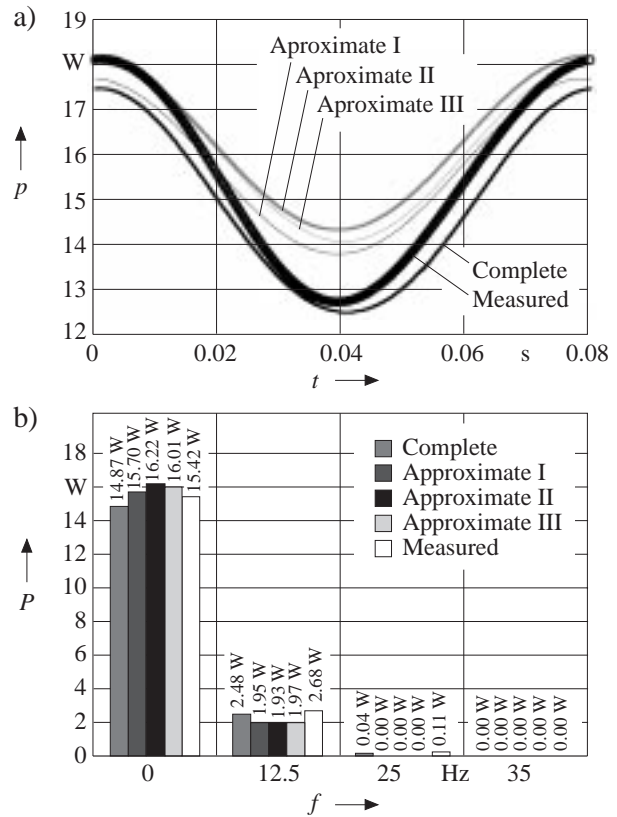 a)
19
W
17
16
15
14
13
12
p
Aproximate I
Aproximate II
Aproximate III
Complete
Measured
0
0.02
0.04
0.06
s
0.08
t
b)
18
W
14
12
10
8
6
4
2
0
P
14.87 W
15.70 W
16.22 W
16.01 W
15.42 W
Complete
Approximate I
Approximate II
Approximate III
Measured
2.48 W
1.95 W
1.93 W
1.97 W
2.68 W
0.04 W
0.00 W
0.00 W
0.00 W
0.11 W
0.00 W
0.00 W
0.00 W
0.00 W
0.00 W
0
12.5
25
Hz
35
f